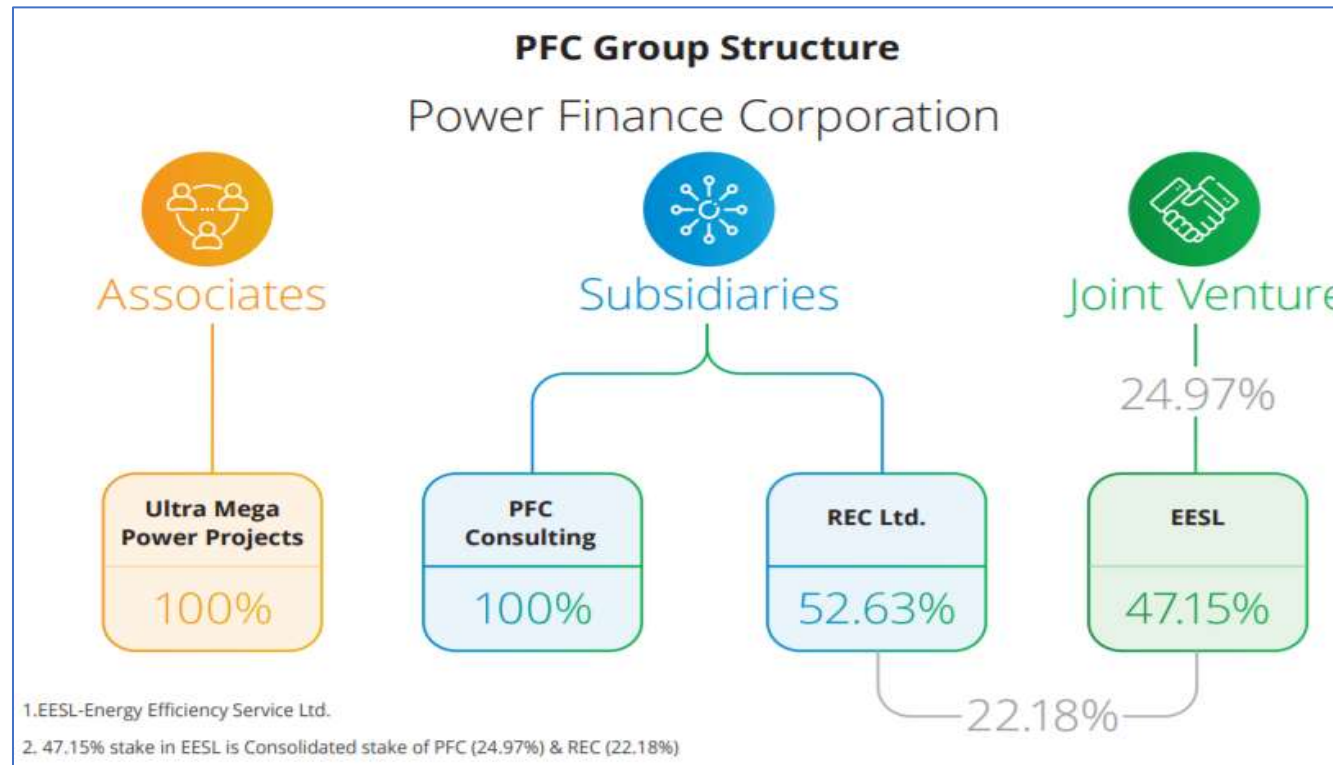 PFC Group Structure
Power Finance Corporation
Associates
Subsidiaries
Joint Venture
24.97%
Ultra Mega
Power Projects
100%
PFC
Consulting
100%
REC Ltd.
52.63%
EESL
47.15%
22.18%
1.EESL-Energy Efficiency Service Ltd.
2. 47.15% stake in EESL is Consolidated stake of PFC (24.97%) & REC (22.18%)